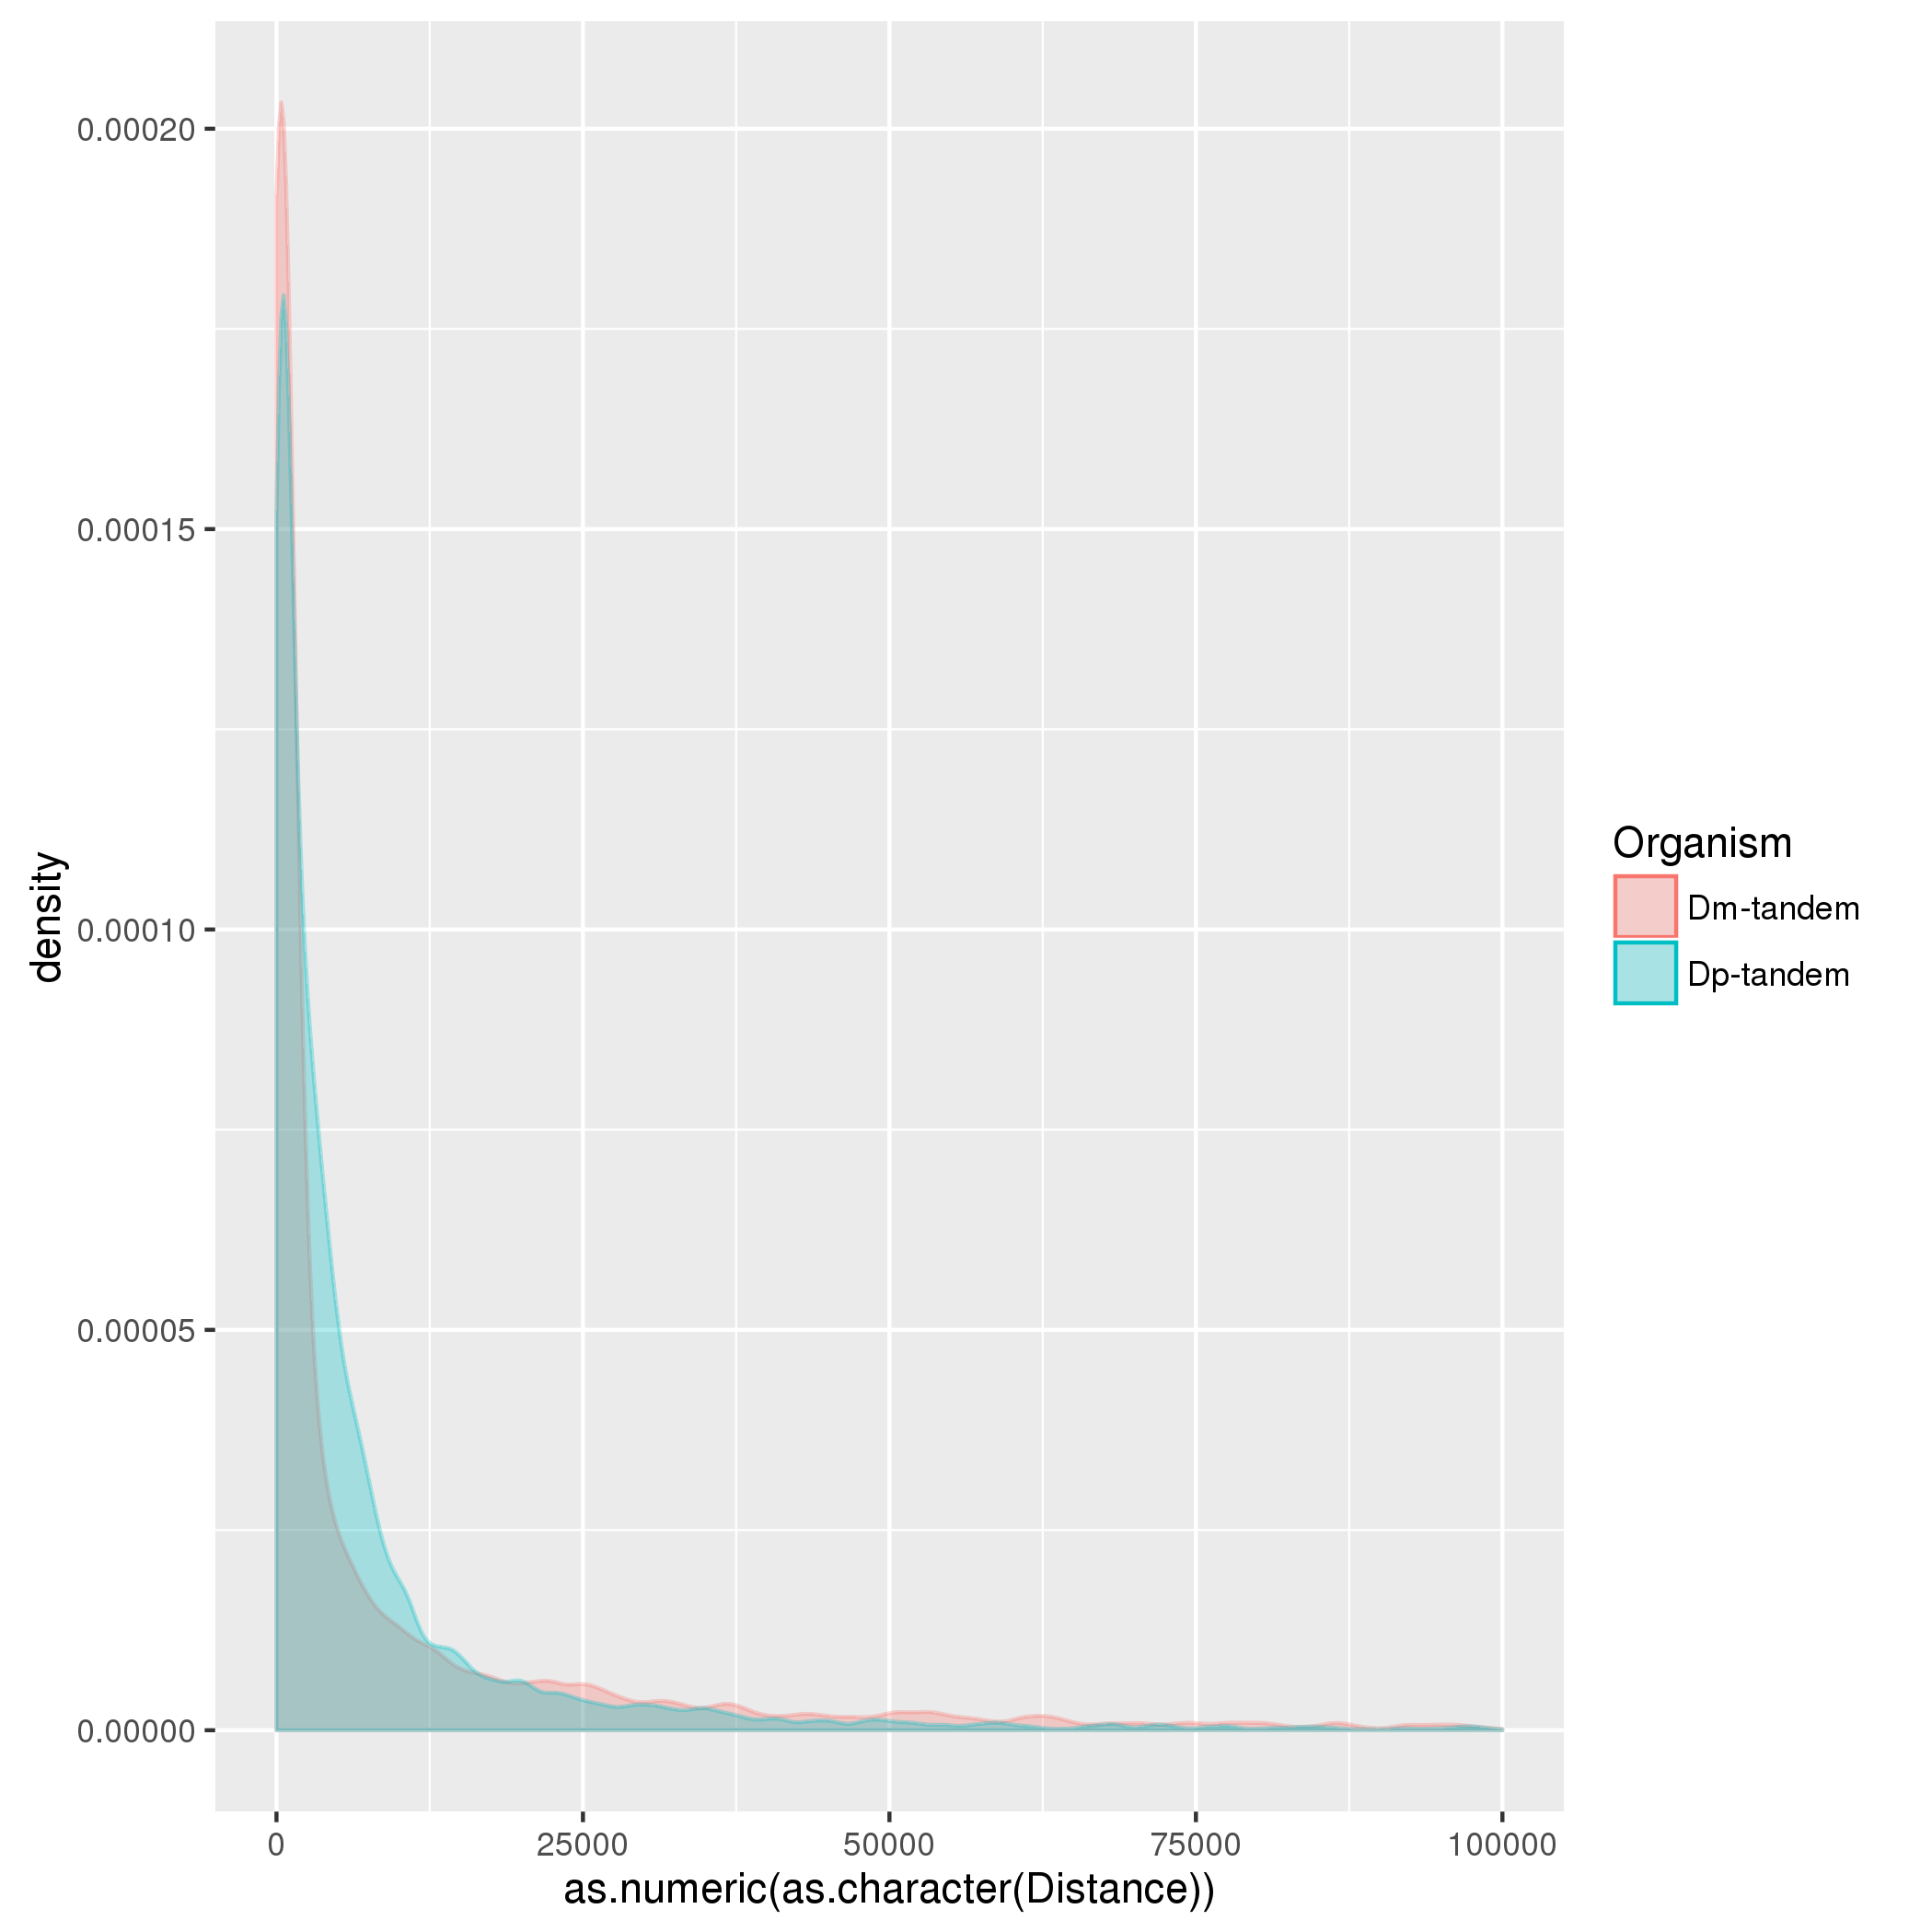 0.00020
0.00015
0.00010
0.00005
0.00000
density
0 25000 50000 75000 100000
as.numeric(as.character(Distance))
Organism
Dm-tandem
Dp-tandem